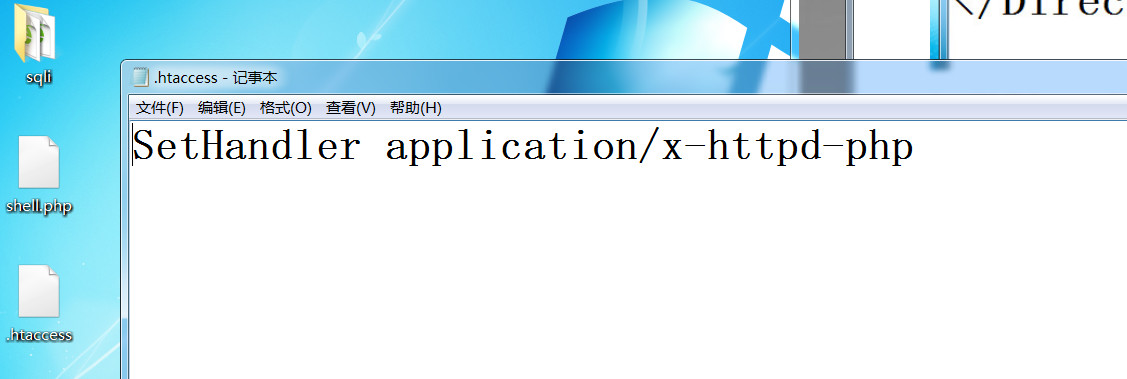 </Direc
sqli
.htaccess - 记事本
文件(F) 编辑(E) 格式(O) 查看(V) 帮助(H)
SetHandler application/x-httpd-php
shell.php
.htaccess